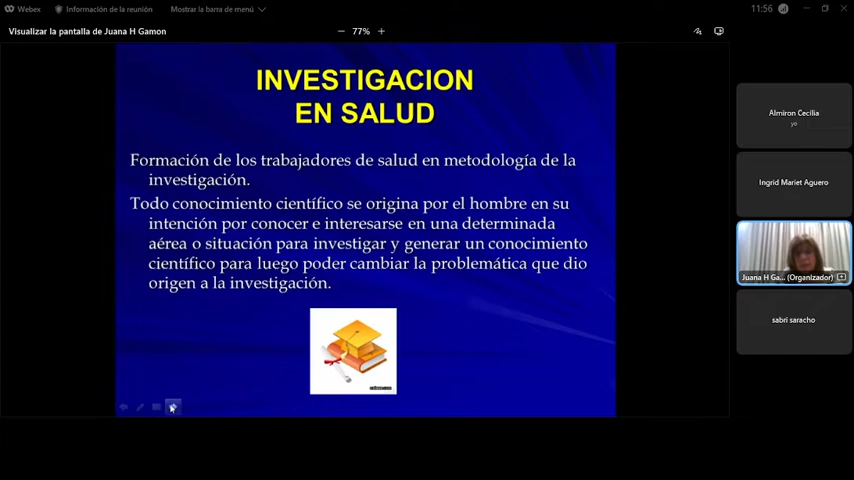 Webex
Información de la reunión
Mostrar la barra de menú
11:56
Visualizar la pantalla de Juana H Gamon
77%
INVESTIGACION
EN SALUD
Formación de los trabajadores de salud en metodología de la
investigación.
Todo conocimiento científico se origina por el hombre en su
intención por conocer e interesarse en una determinada
aérea o situación para investigar y generar un conocimiento
científico para luego poder cambiar la problemática que dio
origen a la investigación.
Almiron Cecilia
yo
Ingrid Mariet Aguero
Juana H Ga... (Organizador)
sabri saracho